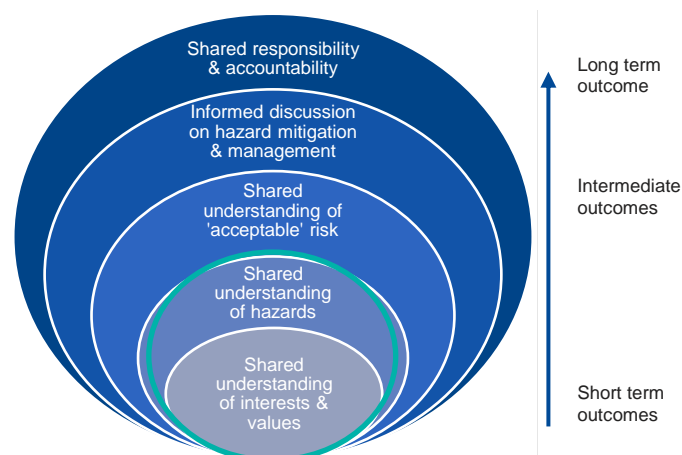 Shared responsibility
& accountability
Informed discussion
on hazard mitigation
& management
Shared
understanding of
'acceptable' risk
Shared
understanding
of hazards
Shared
understanding
of interests &
values
Long term
outcome
Intermediate
outcomes
Short term
outcomes